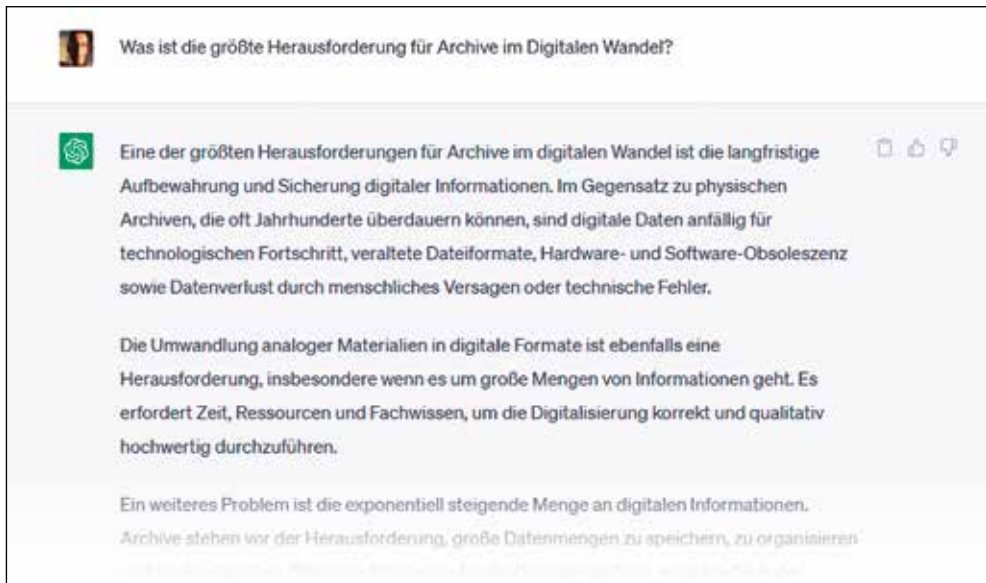 Was ist die größte Herausforderung für Archive im Digitalen Wandel?
Eine der größten Herausforderungen für Archive im digitalen Wandel ist die langfristige
Aufbewahrung und Sicherung digitaler Informationen. Im Gegensatz zu physischen
Archiven, die oft Jahrhunderte überdauern können, sind digitale Daten anfällig für
technologischen Fortschritt, veraltete Dateiformate, Hardware- und Software-Obsoleszenz
sowie Datenverlust durch menschliches Versagen oder technische Fehler.
Die Umwandlung analoger Materialien in digitale Formate ist ebenfalls eine
Herausforderung, insbesondere wenn es um große Mengen von Informationen geht. Es
erfordert Zeit, Ressourcen und Fachwissen, um die Digitalisierung korrekt und qualitativ
hochwertig durchzuführen.
Ein weiteres Problem ist die exponentiell steigende Menge an digitalen Informationen.
Archive stehen vor der Herausforderung, große Datenmengen zu speichern, zu organisieren